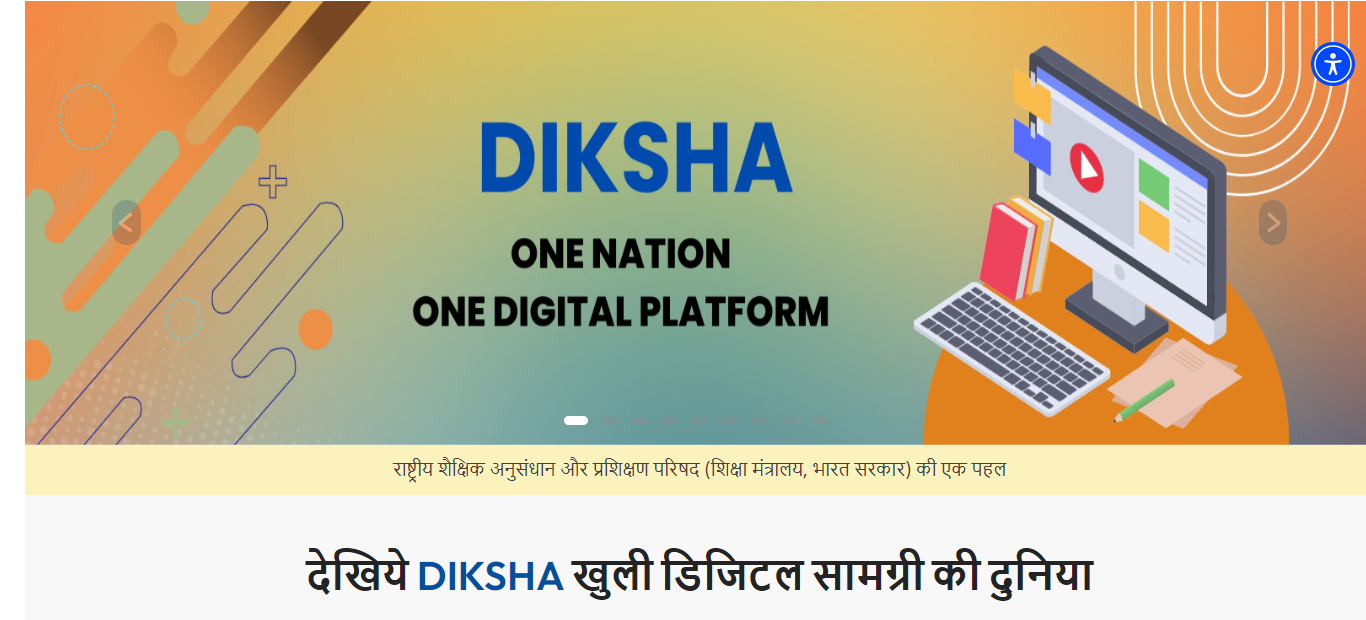 DIKSHA
ONE NATION
ONE DIGITAL PLATFORM
राष्ट्रीय शैक्षिक अनुसंधान और प्रशिक्षण परिषद (शिक्षा मंत्रालय, भारत सरकार) की एक पहल
देखिये DIKSHA खुली डिजिटल सामग्री की दुनिया